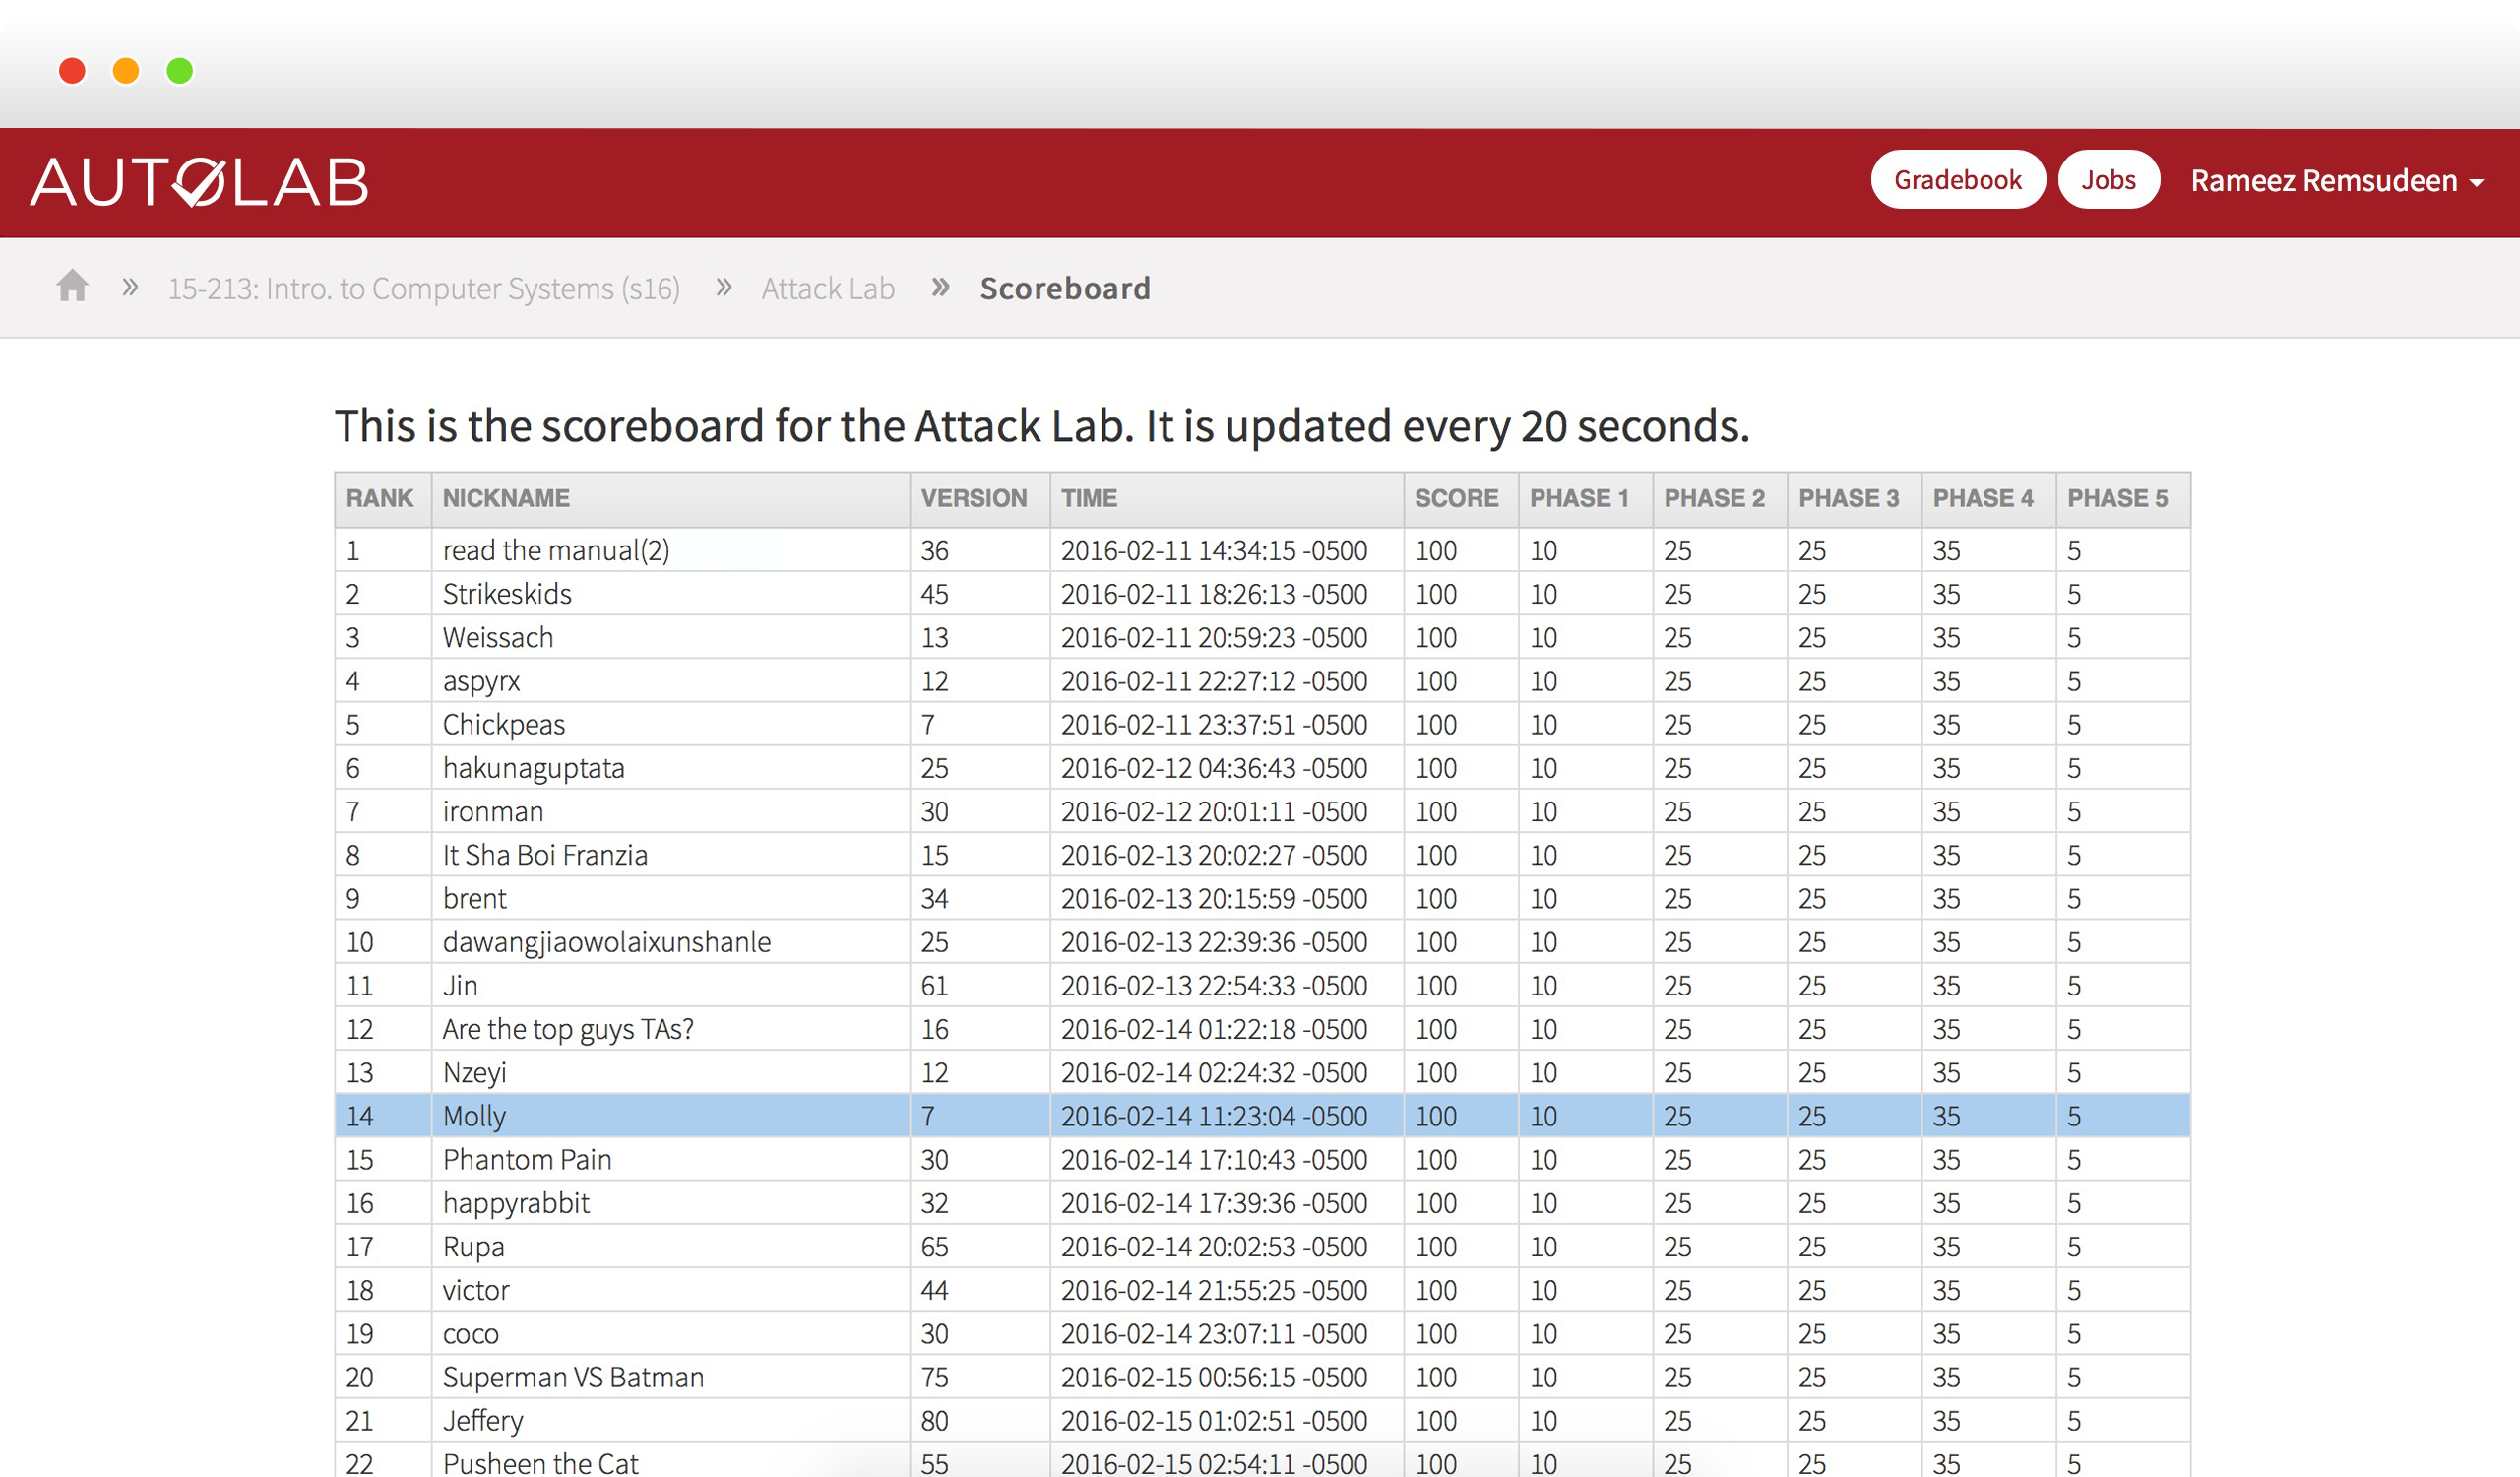 AUTOLAB
Gradebook Jobs Rameez Remsudeen
» 15-213: Intro. to Computer Systems (s16) » Attack Lab » Scoreboard
This is the scoreboard for the Attack Lab. It is updated every 20 seconds.
RANK NICKNAME VERSION TIME SCORE PHASE 1 PHASE 2 PHASE 3 PHASE 4 PHASE 5
1 read the manual(2) 36 2016-02-11 14:34:15 -0500 100 10 25 25 35 5
2 Strikeskids 45 2016-02-11 18:26:13 -0500 100 10 25 25 35 5
3 Weissach 13 2016-02-11 20:59:23 -0500 100 10 25 25 35 5
4 aspyrx 12 2016-02-11 22:27:12 -0500 100 10 25 25 35 5
5 Chickpeas 7 2016-02-11 23:37:51 -0500 100 10 25 25 35 5
6 hakunaguptata 25 2016-02-12 04:36:43 -0500 100 10 25 25 35 5
7 ironman 30 2016-02-12 20:01:11 -0500 100 10 25 25 35 5
8 It Sha Boi Franzia 15 2016-02-13 20:02:27 -0500 100 10 25 25 35 5
9 brent 34 2016-02-13 20:15:59 -0500 100 10 25 25 35 5
10 dawangjiaowolaixunshanle 25 2016-02-13 22:39:36 -0500 100 10 25 25 35 5
11 Jin 61 2016-02-13 22:54:33 -0500 100 10 25 25 35 5
12 Are the top guys TAs? 16 2016-02-14 01:22:18 -0500 100 10 25 25 35 5
13 Nzeyi 12 2016-02-14 02:24:32 -0500 100 10 25 25 35 5
14 Molly 7 2016-02-14 11:23:04 -0500 100 10 25 25 35 5
15 Phantom Pain 30 2016-02-14 17:10:43 -0500 100 10 25 25 35 5
16 happyrabbit 32 2016-02-14 17:39:36 -0500 100 10 25 25 35 5
17 Rupa 65 2016-02-14 20:02:53 -0500 100 10 25 25 35 5
18 victor 44 2016-02-14 21:55:25 -0500 100 10 25 25 35 5
19 coco 30 2016-02-14 23:07:11 -0500 100 10 25 25 35 5
20 Superman VS Batman 75 2016-02-15 00:56:15 -0500 100 10 25 25 35 5
21 Jeffery 80 2016-02-15 01:02:51 -0500 100 10 25 25 35 5
22 Pusheen the Cat 55 2016-02-15 02:54:11 -0500 100 10 25 25 35 5